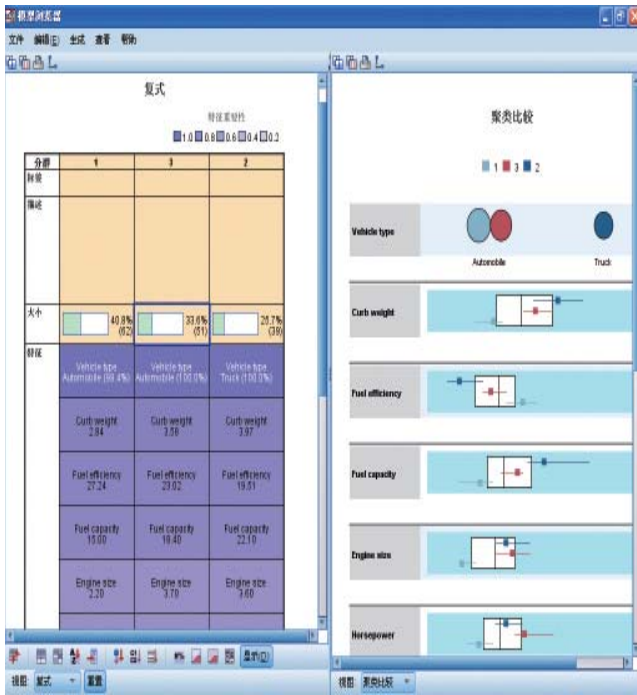 模型浏览器
文件 编辑(E) 生成 查看 帮助
复式
特征重要性
1.0 0.8 0.6 0.4 0.2
分群 1 3 2
标签
描述
大小 40.8% (62) 33.6% (51) 25.7% (39)
特征
Vehicle type Automobile (98.4%) Vehicle type Automobile (100.0%) Vehicle type Truck (100.0%)
Curb weight 2.84 Curb weight 3.58 Curb weight 3.97
Fuel efficiency 27.24 Fuel efficiency 23.02 Fuel efficiency 19.51
Fuel capacity 15.00 Fuel capacity 18.40 Fuel capacity 22.10
Engine size 2.20 Engine size 3.70 Engine size 3.60
显示(D)
视图: 复式 重置
聚类比较
1 3 2
Vehicle type
Automobile Truck
Curb weight
Fuel efficiency
Fuel capacity
Engine size
Horsepower
视图: 聚类比较